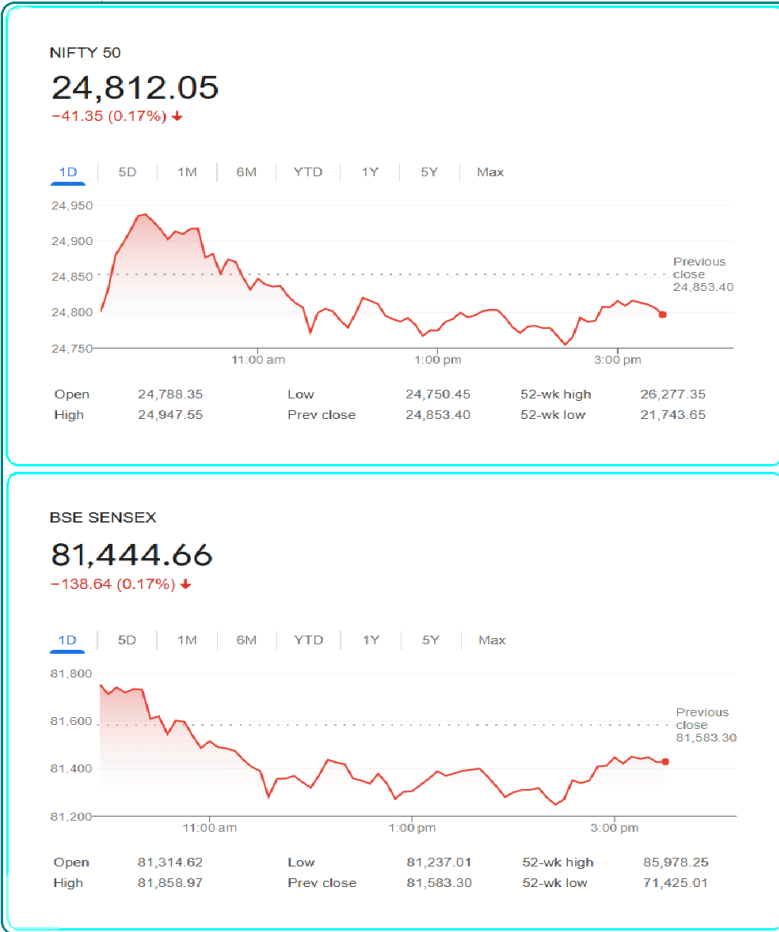 NIFTY 50
24,812.05
−41.35 (0.17%) ↓
1D 5D 1M 6M YTD 1Y 5Y Max
24,950
24,900
24,850
24,800
24,750
Previous
close
24,853.40
11:00 am 1:00 pm 3:00 pm
Open 24,788.35 Low 24,750.45 52-wk high 26,277.35
High 24,947.55 Prev close 24,853.40 52-wk low 21,743.65
BSE SENSEX
81,444.66
−138.64 (0.17%) ↓
1D 5D 1M 6M YTD 1Y 5Y Max
81,800
81,600
81,400
81,200
Previous
close
81,583.30
11:00 am 1:00 pm 3:00 pm
Open 81,314.62 Low 81,237.01 52-wk high 85,978.25
High 81,858.97 Prev close 81,583.30 52-wk low 71,425.01